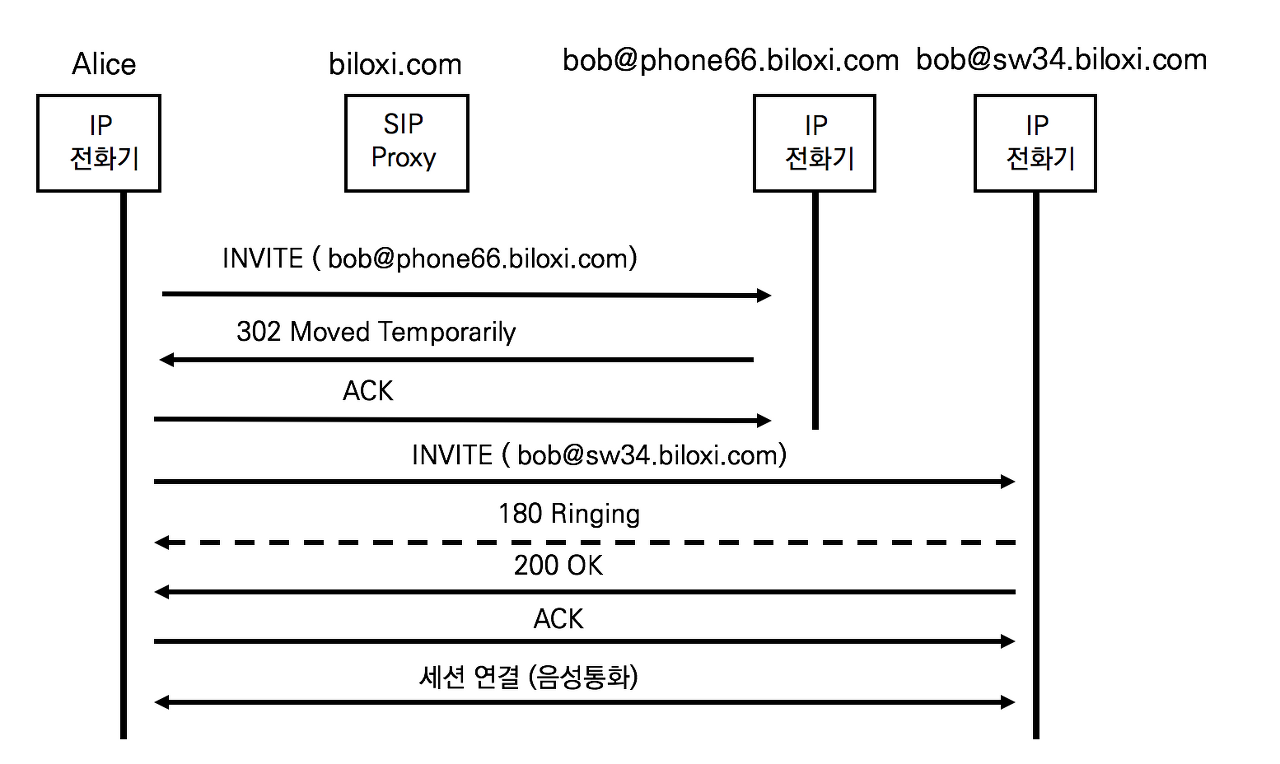 Alice
biloxi.com
bob@phone66.biloxi.com
bob@sw34.biloxi.com
IP
전화기
SIP
Proxy
IP
전화기
IP
전화기
INVITE ( bob@phone66.biloxi.com)
302 Moved Temporarily
ACK
INVITE ( bob@sw34.biloxi.com)
180 Ringing
200 OK
ACK
세션 연결 (음성통화)